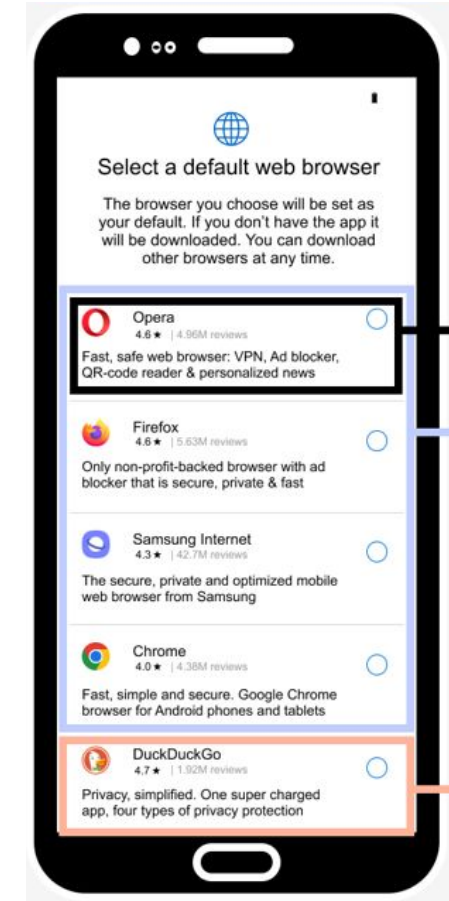 Select a default web browser
The browser you choose will be set as
your default. If you don't have the app it
will be downloaded. You can download
other browsers at any time.
Opera
4.6 ★ | 4.96M reviews
Fast, safe web browser: VPN, Ad blocker,
QR-code reader & personalized news
Firefox
4.6 ★ | 5.63M reviews
Only non-profit-backed browser with ad
blocker that is secure, private & fast
Samsung Internet
4.3 ★ | 42.7M reviews
The secure, private and optimized mobile
web browser from Samsung
Chrome
4.0 ★ | 4.38M reviews
Fast, simple and secure. Google Chrome
browser for Android phones and tablets
DuckDuckGo
4.7 ★ | 1.92M reviews
Privacy, simplified. One super charged
app, four types of privacy protection